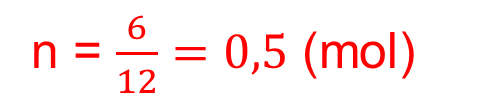 n = 6/12 = 0,5 (mol)